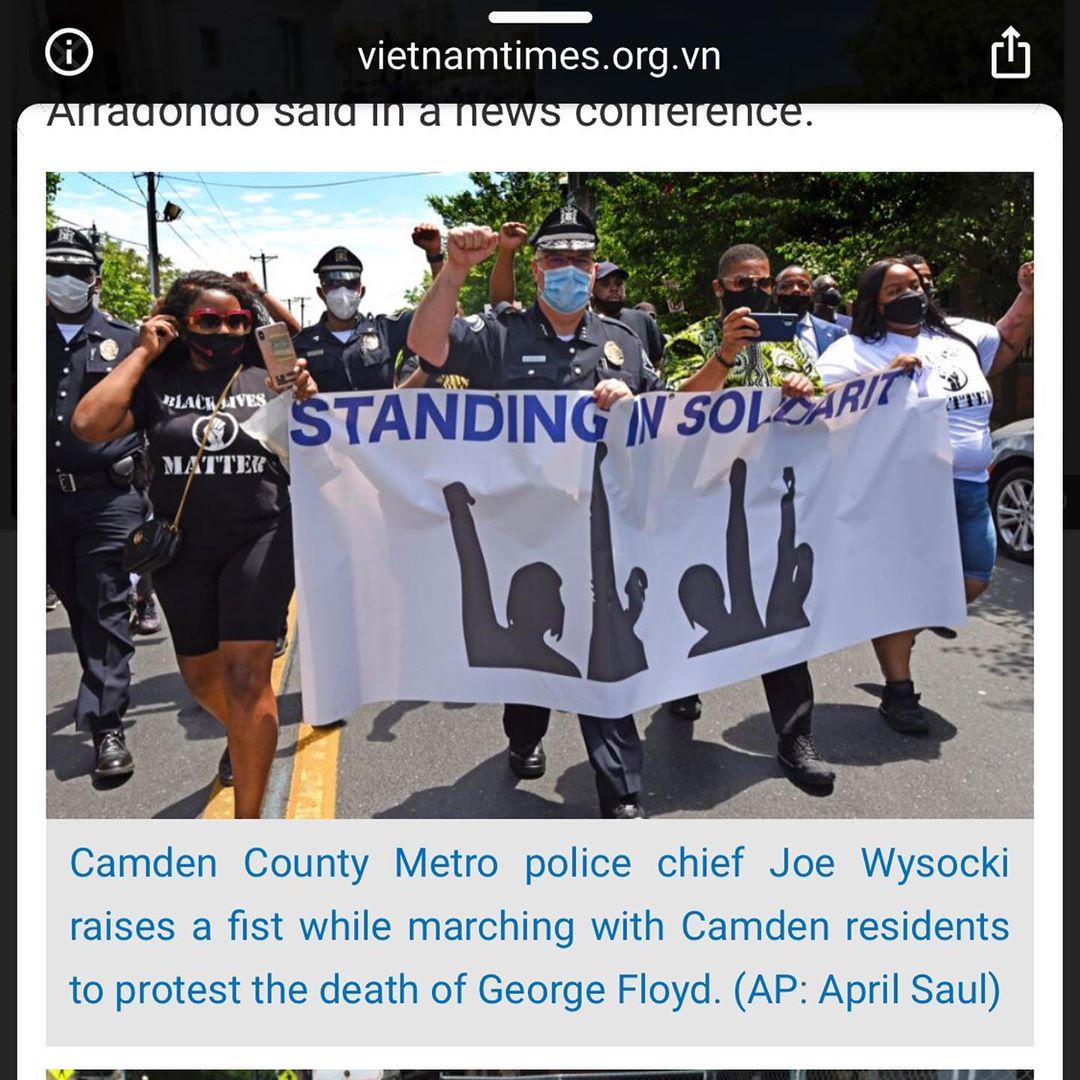 vietnamtimes.org.vn
Arradondo said in a news conference.
BLACK LIVES
MATTER
STANDING IN SOLIDARITY
Camden County Metro police chief Joe Wysocki
raises a fist while marching with Camden residents
to protest the death of George Floyd. (AP: April Saul)